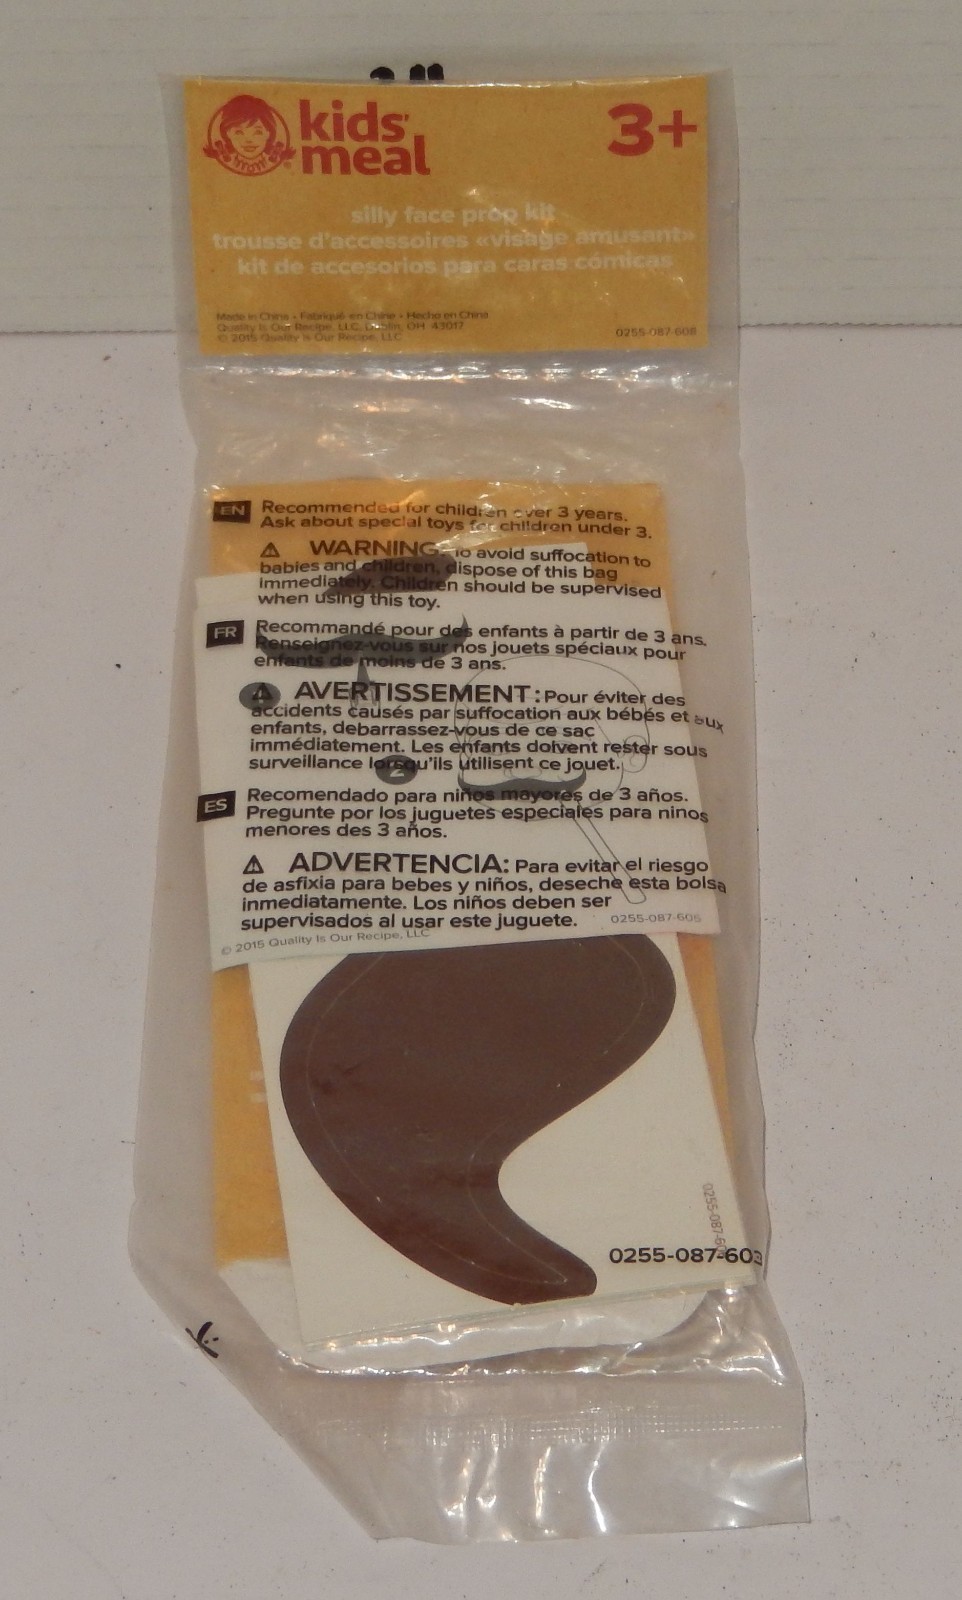 kids'
meal
3+
silly face prop kit
trousse d'accessoires «visage amusant»
kit de accesorios para caras cómicas
Made in China • Fabriqué en Chine • Hecho en China
Quality Is Our Recipe, LLC, Dublin, OH 43017
© 2015 Quality Is Our Recipe, LLC
0255-087-608
EN
Recommended for children over 3 years.
Ask about special toys for children under 3.
⚠ WARNING: To avoid suffocation to
babies and children, dispose of this bag
immediately. Children should be supervised
when using this toy.
FR
Recommandé pour des enfants à partir de 3 ans.
Renseignez-vous sur nos jouets spéciaux pour
enfants de moins de 3 ans.
⚠ AVERTISSEMENT: Pour éviter des
accidents causés par suffocation aux bébés et aux
enfants, debarrassez-vous de ce sac
immédiatement. Les enfants doivent rester sous
surveillance lorsqu'ils utilisent ce jouet.
2
ES
Recomendado para niños mayores de 3 años.
Pregunte por los juguetes especiales para ninos
menores des 3 años.
⚠ ADVERTENCIA: Para evitar el riesgo
de asfixia para bebes y niños, deseche esta bolsa
inmediatamente. Los niños deben ser
supervisados al usar este juguete.
0255-087-605
© 2015 Quality Is Our Recipe, LLC
0255-087-603